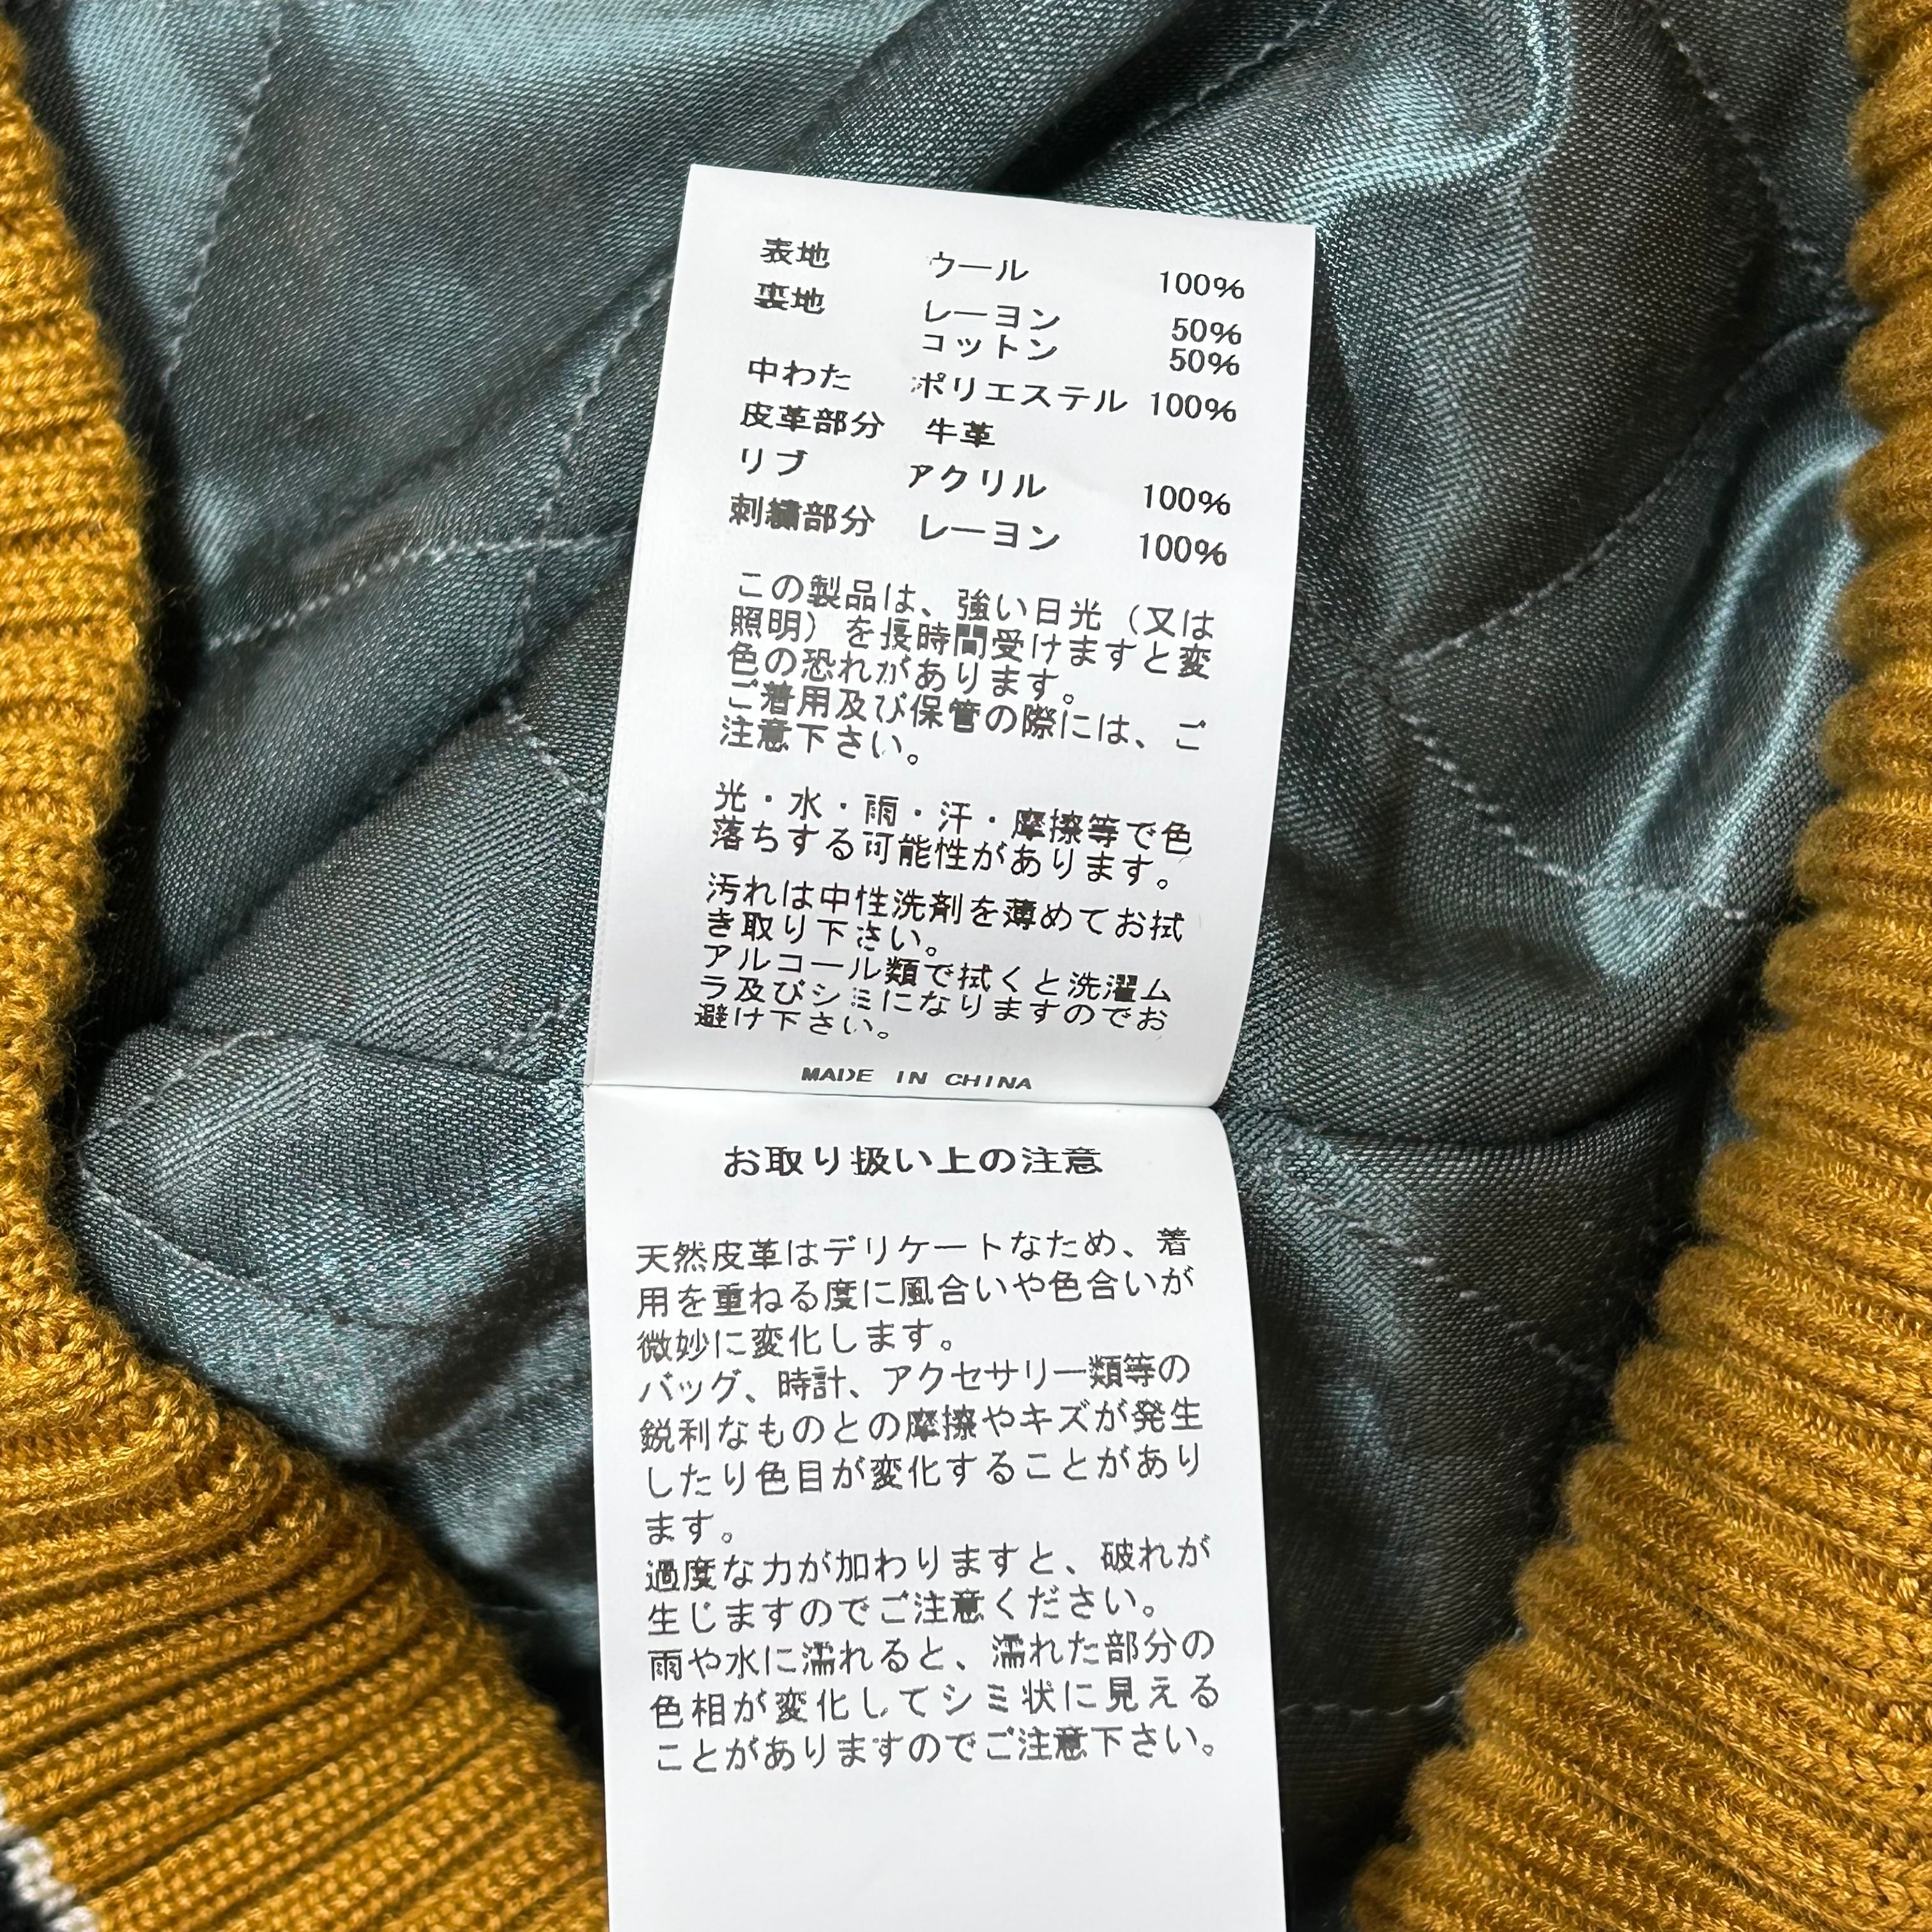 表地 ウール 100%
裏地 レーヨン 50%
コットン 50%
中わた ポリエステル 100%
皮革部分 牛革
リブ アクリル 100%
刺繍部分 レーヨン 100%
この製品は、強い日光（又は
照明）を長時間受けますと変
色の恐れがあります。
ご着用及び保管の際には、ご
注意下さい。
光・水・雨・汗・摩擦等で色
落ちする可能性があります。
汚れは中性洗剤を薄めてお拭
き取り下さい。
アルコール類で拭くと洗濯ム
ラ及びシミになりますのでお
避け下さい。
MADE IN CHINA
お取り扱い上の注意
天然皮革はデリケートなため、着
用を重ねる度に風合いや色合いが
微妙に変化します。
バッグ、時計、アクセサリー類等の
鋭利なものとの摩擦やキズが発生
したり色目が変化することがあり
ます。
過度な力が加わりますと、破れが
生じますのでご注意ください。
雨や水に濡れると、濡れた部分の
色相が変化してシミ状に見える
ことがありますのでご注意下さい。